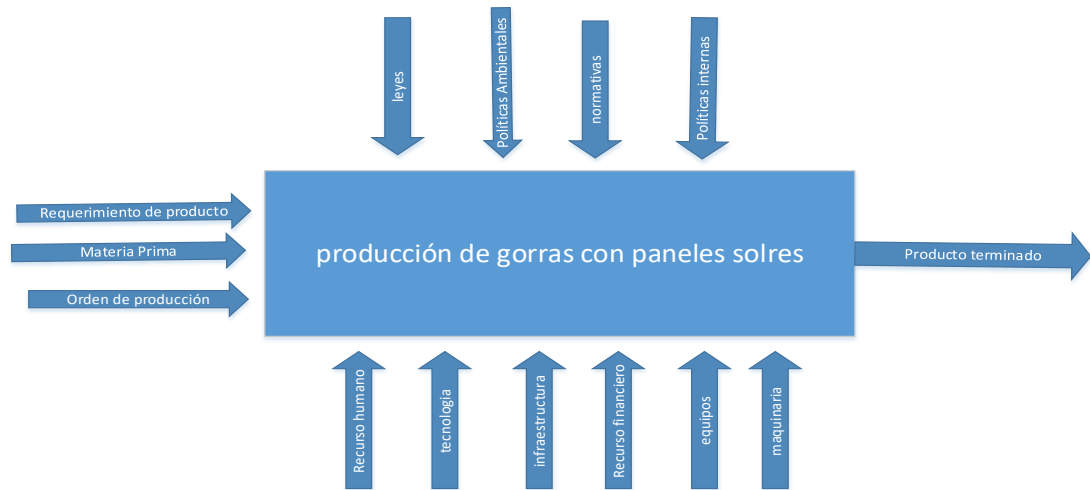 leyes
Políticas Ambientales
normativas
Políticas internas
Requerimiento de producto
Materia Prima
Orden de producción
producción de gorras con paneles solres
Producto terminado
Recurso humano
tecnologia
infraestructura
Recurso financiero
equipos
maquinaria